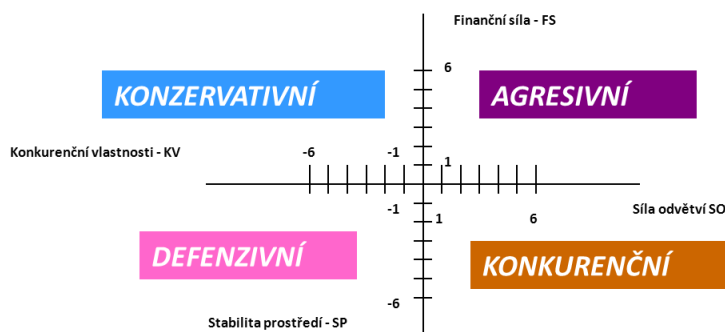 Finanční síla - FS
6
KONZERVATIVNÍ
AGRESIVNÍ
Konkurenční vlastnosti - KV
-6
-1
1
-1
1
6
Síla odvětví SO
DEFENZIVNÍ
KONKURENČNÍ
-6
Stabilita prostředí - SP